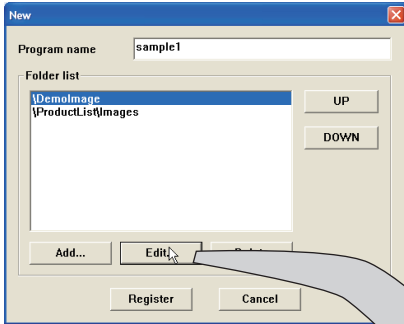 New
Program name sample1
Folder list
\DemoImage
\ProductList\Images
UP
DOWN
Add... Edit...
Register Cancel